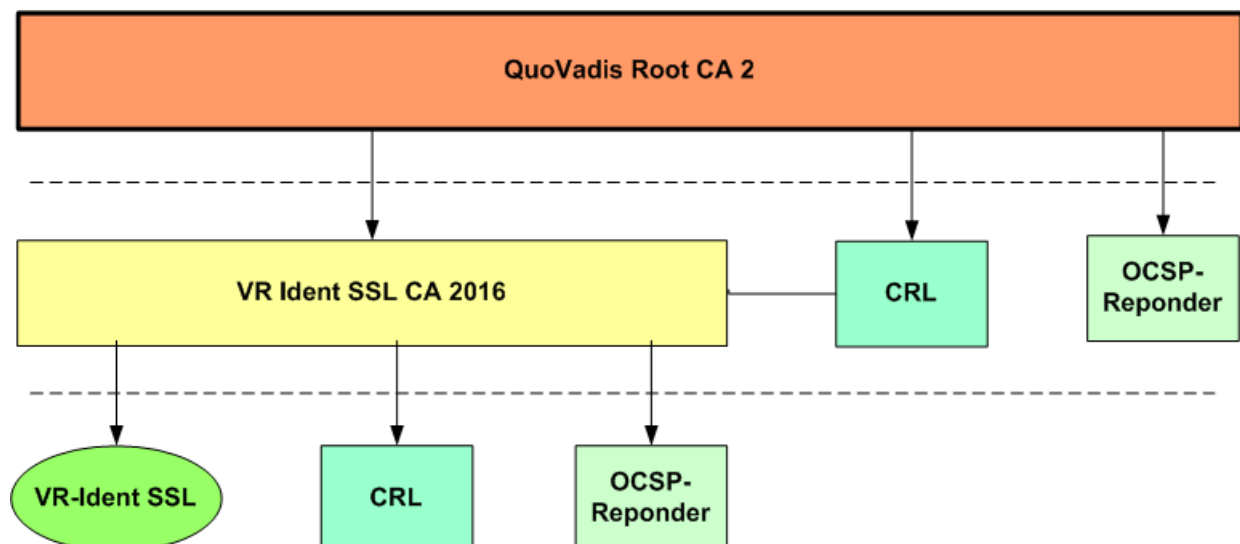 QuoVadis Root CA 2
VR Ident SSL CA 2016
CRL
OCSP-
Reponder
VR-Ident SSL
CRL
OCSP-
Reponder